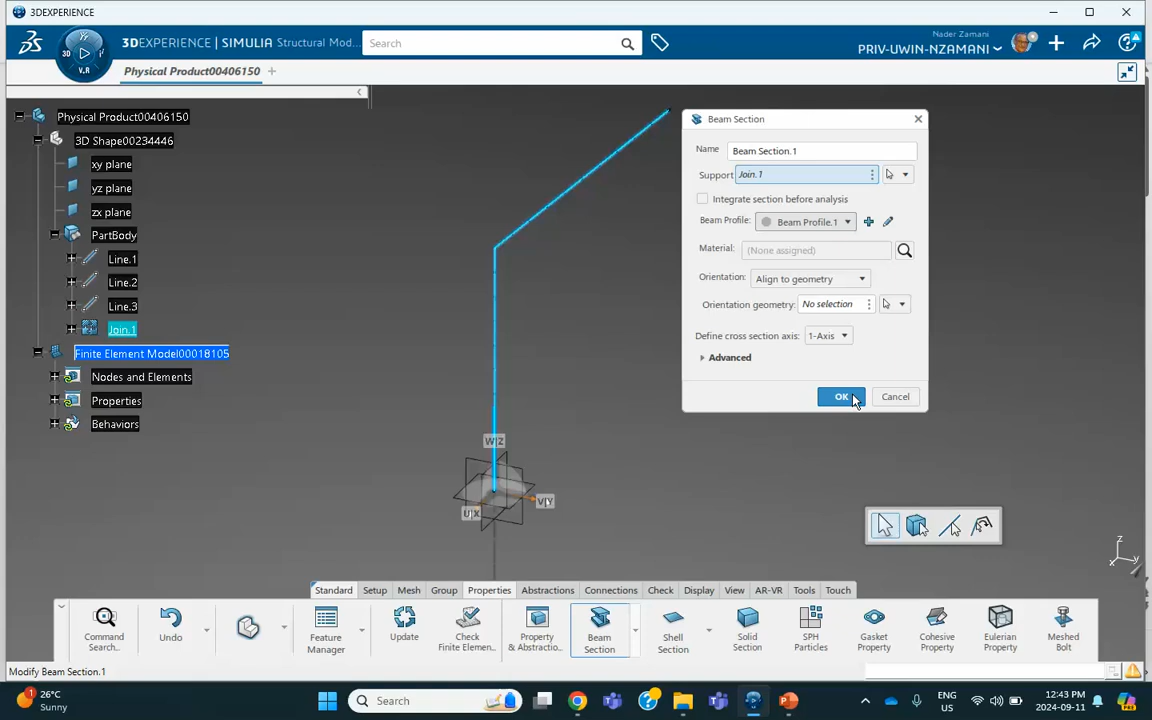 3DEXPERIENCE
3DEXPERIENCE | SIMULIA Structural Mod...
Search
Nader Zamani
PRIV-UWIN-NZAMANI
3D
V.R
Physical Product00406150
Physical Product00406150
3D Shape00234446
xy plane
yz plane
zx plane
PartBody
Line.1
Line.2
Line.3
Join.1
Finite Element Model00018105
Nodes and Elements
Properties
Behaviors
Beam Section
Name Beam Section.1
Support Join.1
Integrate section before analysis
Beam Profile: Beam Profile.1
Material: (None assigned)
Orientation: Align to geometry
Orientation geometry: No selection
Define cross section axis: 1-Axis
Advanced
OK Cancel
W|Z
V|Y
U|X
z
x y
Standard Setup Mesh Group Properties Abstractions Connections Check Display View AR-VR Tools Touch
Command Search...
Undo
Feature Manager
Update
Check Finite Elemen...
Property & Abstractio...
Beam Section
Shell Section
Solid Section
SPH Particles
Gasket Property
Cohesive Property
Eulerian Property
Meshed Bolt
Modify Beam Section.1
26°C
Sunny
Search
ENG
US
12:43 PM
2024-09-11